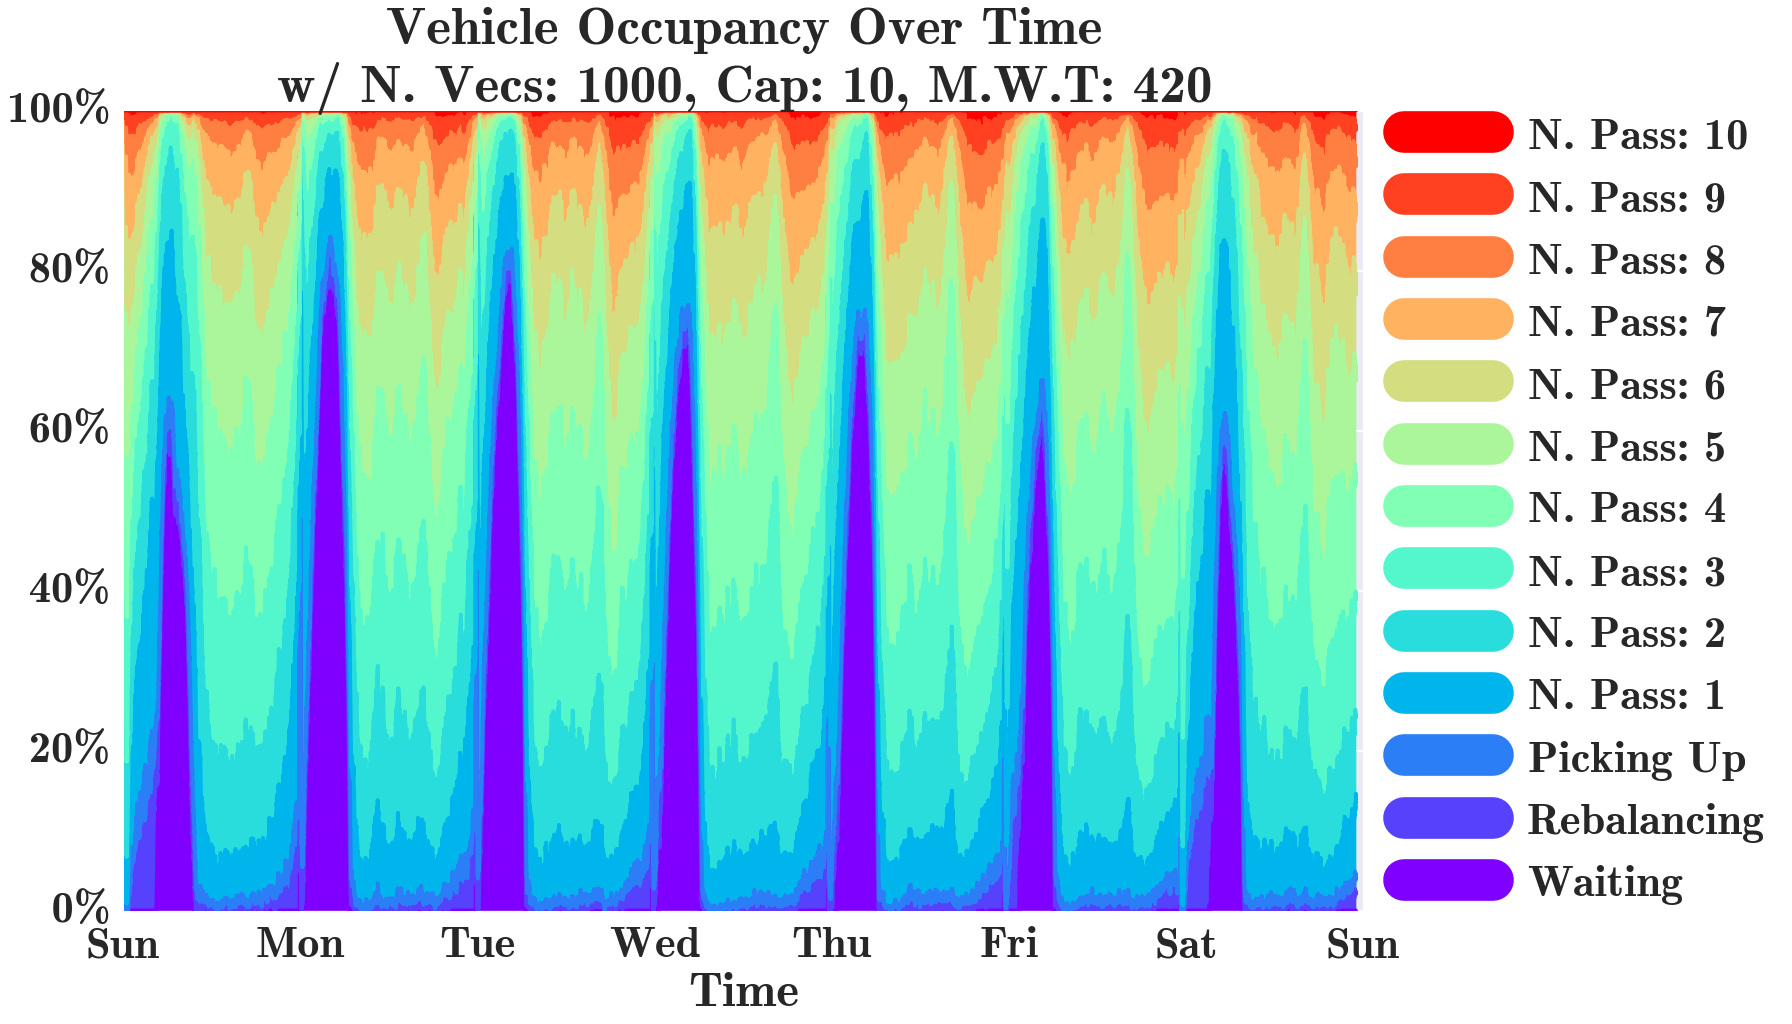 Vehicle Occupancy Over Time
w/ N. Vecs: 1000, Cap: 10, M.W.T: 420
100%
80%
60%
40%
20%
0%
Sun Mon Tue Wed Thu Fri Sat Sun
Time
N. Pass: 10
N. Pass: 9
N. Pass: 8
N. Pass: 7
N. Pass: 6
N. Pass: 5
N. Pass: 4
N. Pass: 3
N. Pass: 2
N. Pass: 1
Picking Up
Rebalancing
Waiting